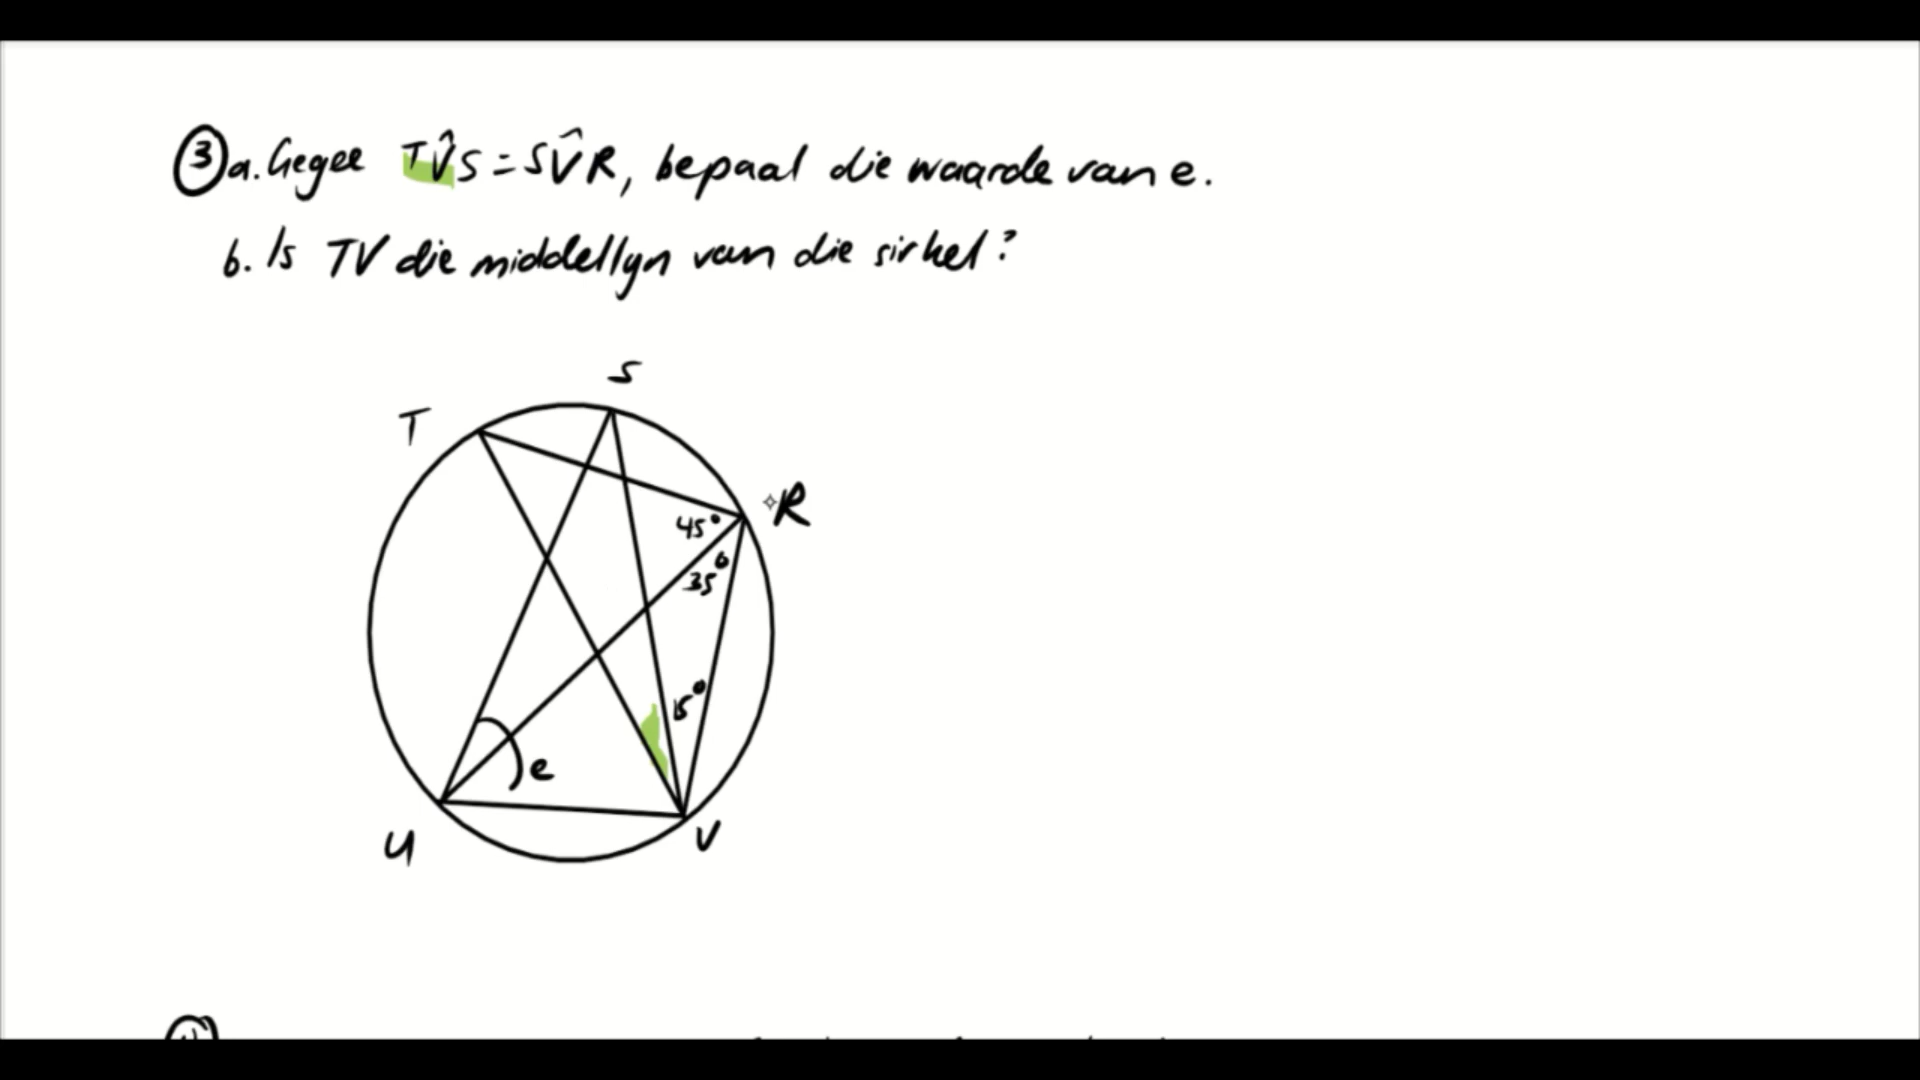 ③ a. Gegee TV̂S = SV̂R, bepaal die waarde van e.
b. Is TV die middellyn van die sirkel?
S
T
R
45°
35°
15°
e
U
V